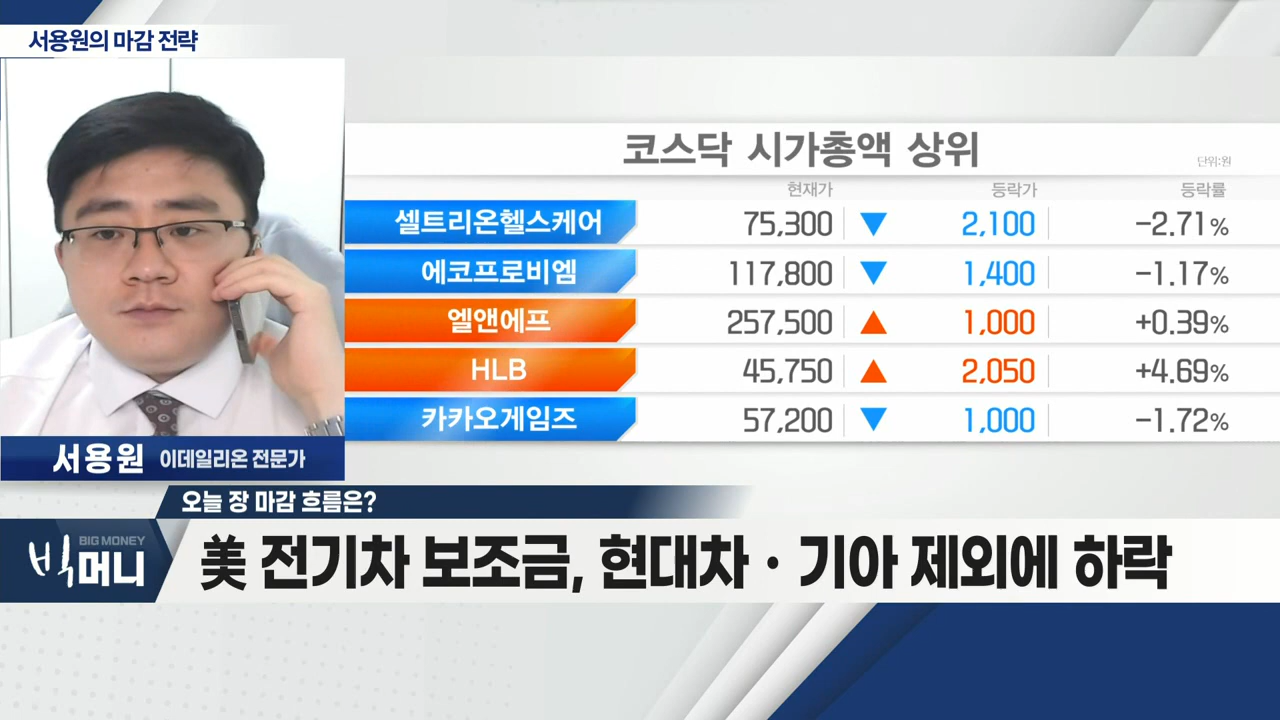 서용원의 마감 전략
코스닥 시가총액 상위
단위:원
현재가 등락가 등락률
셀트리온헬스케어 75,300 ▼ 2,100 -2.71%
에코프로비엠 117,800 ▼ 1,400 -1.17%
엘앤에프 257,500 ▲ 1,000 +0.39%
HLB 45,750 ▲ 2,050 +4.69%
카카오게임즈 57,200 ▼ 1,000 -1.72%
서용원 이데일리온 전문가
오늘 장 마감 흐름은?
BIG MONEY
빅머니
美 전기차 보조금, 현대차·기아 제외에 하락